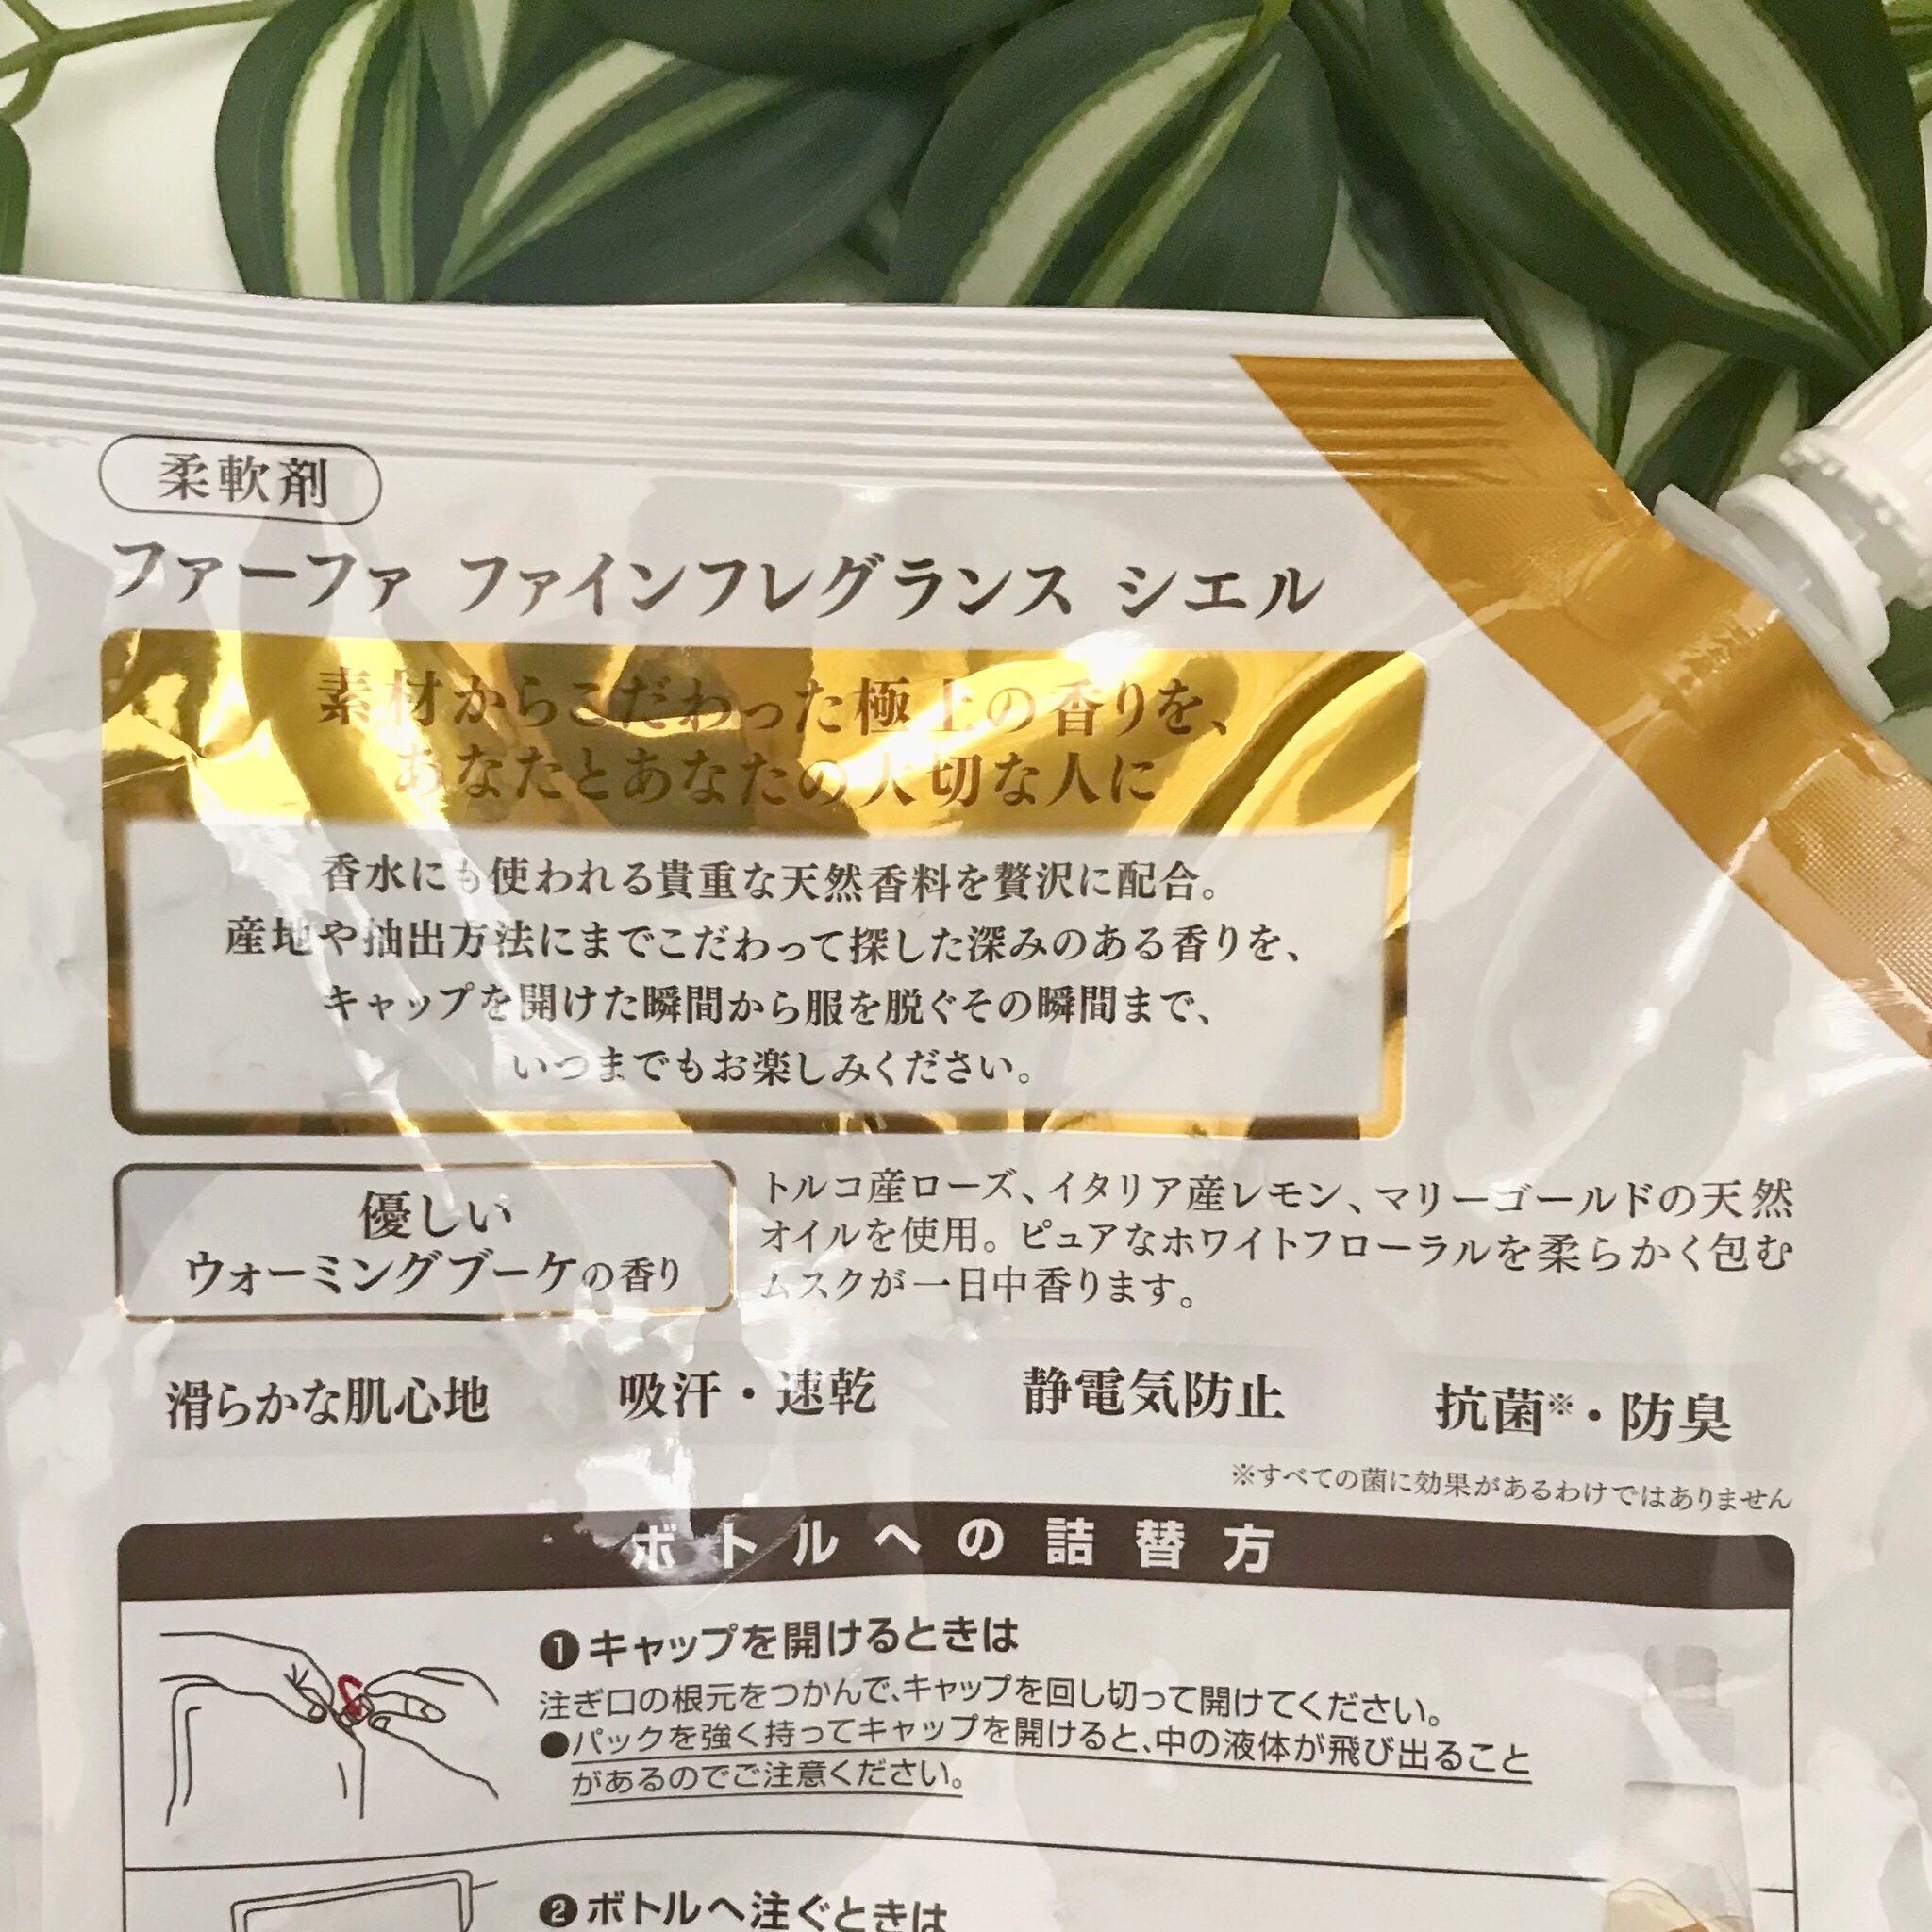 柔軟剤
ファーファ ファインフレグランス シエル
素材からこだわった極上の香りを、
あなたとあなたの大切な人に
香水にも使われる貴重な天然香料を贅沢に配合。
産地や抽出方法にまでこだわって探した深みのある香りを、
キャップを開けた瞬間から服を脱ぐその瞬間まで、
いつまでもお楽しみください。
優しい
ウォーミングブーケの香り
トルコ産ローズ、イタリア産レモン、マリーゴールドの天然
オイルを使用。ピュアなホワイトフローラルを柔らかく包む
ムスクが一日中香ります。
滑らかな肌心地 吸汗・速乾 静電気防止 抗菌※・防臭
※すべての菌に効果があるわけではありません
ボトルへの詰替方
❶キャップを開けるときは
注ぎ口の根元をつかんで、キャップを回し切って開けてください。
●パックを強く持ってキャップを開けると、中の液体が飛び出ること
があるのでご注意ください。
❷ボトルへ注ぐときは